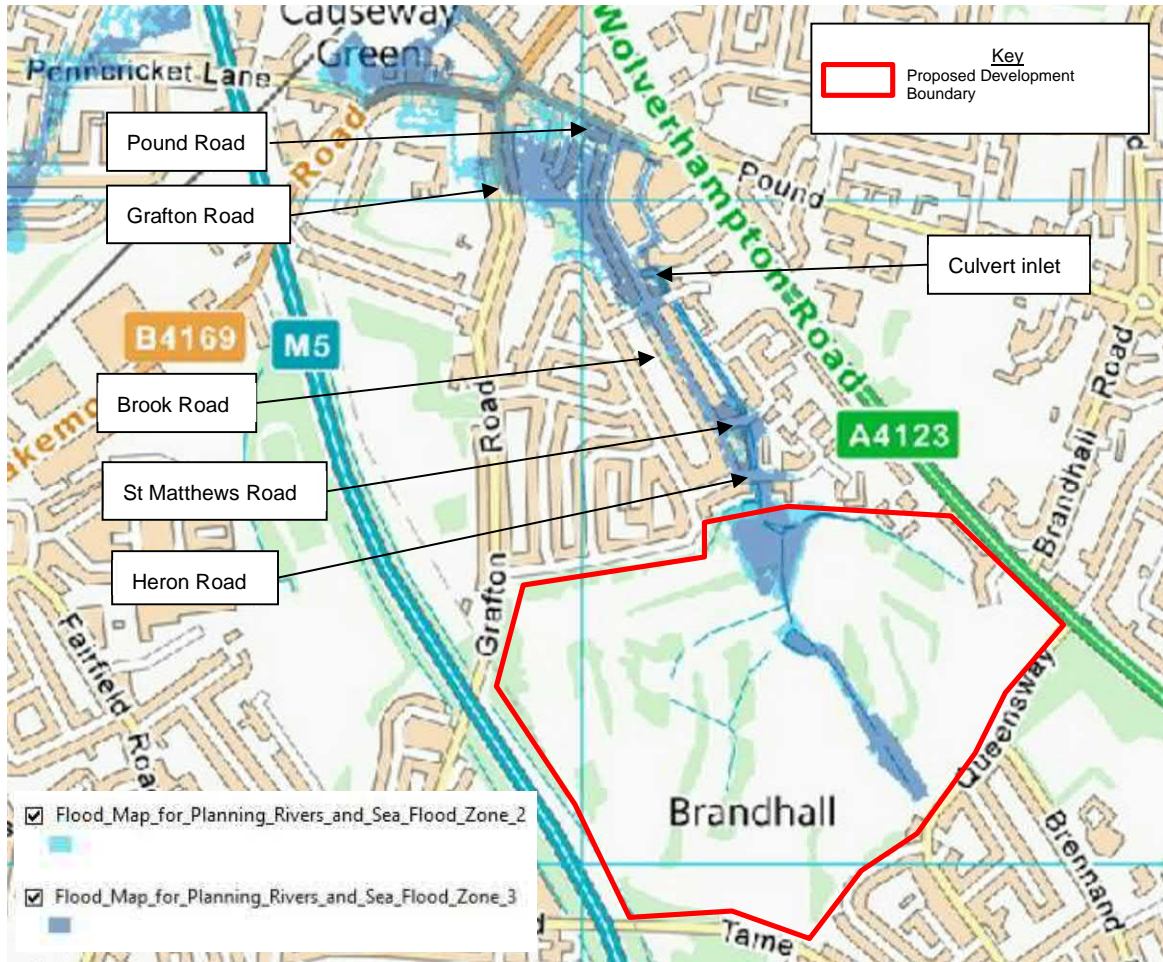 Causeway
Green
Penncricket Lane
Road
Wolverhampton Road
Key
Proposed Development
Boundary
Pound Road
Grafton Road
Pound
Culvert inlet
B4169
M5
Brook Road
Road
A4123
Brandhall Road
St Matthews Road
Heron Road
Grafton
Fairfield Road
Queensway
Brandhall
Brennand
Tame
Flood_Map_for_Planning_Rivers_and_Sea_Flood_Zone_2
Flood_Map_for_Planning_Rivers_and_Sea_Flood_Zone_3